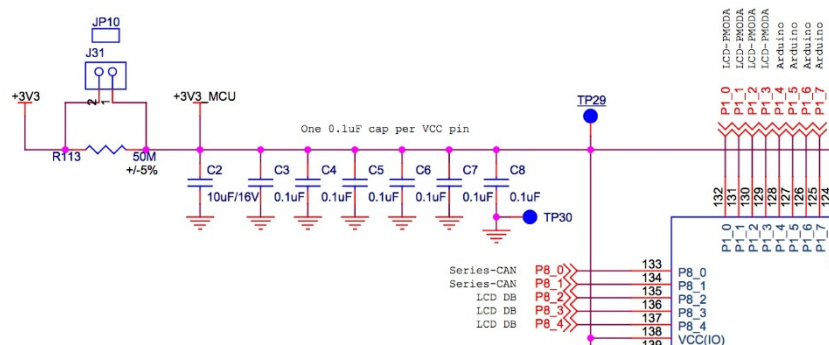 JP10
J31
+3V3
2
1
+3V3_MCU
R113
50M
+/-5%
One 0.1uF cap per VCC pin
TP29
C2
10uF/16V
C3
0.1uF
C4
0.1uF
C5
0.1uF
C6
0.1uF
C7
0.1uF
C8
0.1uF
TP30
LCD-PMODA
LCD-PMODA
LCD-PMODA
LCD-PMODA
Arduino
Arduino
Arduino
Arduino
P1_0
P1_1
P1_2
P1_3
P1_4
P1_5
P1_6
P1_7
132
131
130
129
128
127
126
125
124
P1_0
P1_1
P1_2
P1_3
P1_4
P1_5
P1_6
P1_7
Series-CAN P8_0 133 P8_0
Series-CAN P8_1 134 P8_1
LCD DB P8_2 135 P8_2
LCD DB P8_3 136 P8_3
LCD DB P8_4 137 P8_4
138 VCC(IO)
139